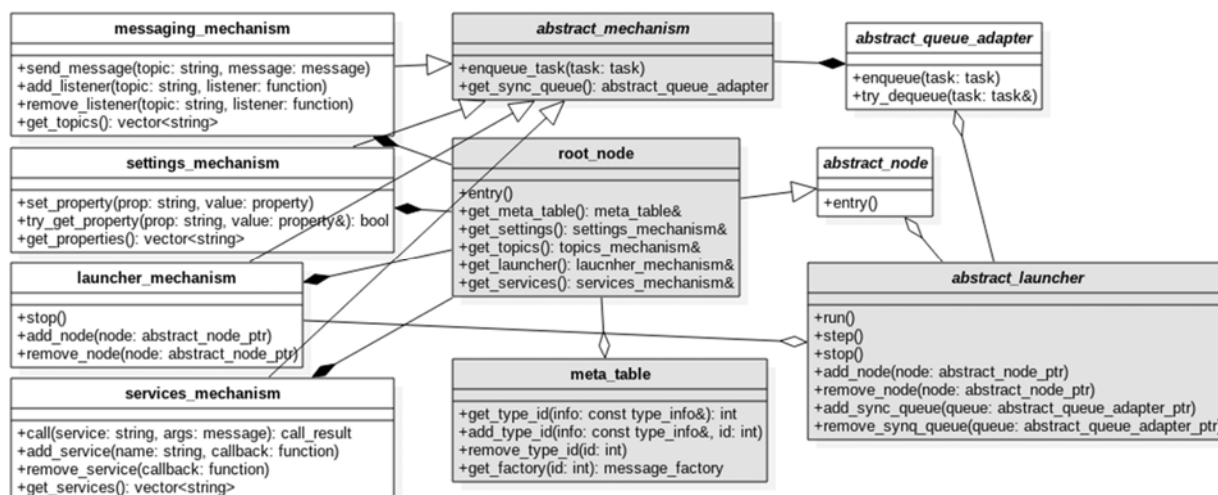 messaging_mechanism
+send_message(topic: string, message: message)
+add_listener(topic: string, listener: function)
+remove_listener(topic: string, listener: function)
+get_topics(): vector<string>
settings_mechanism
+set_property(prop: string, value: property)
+try_get_property(prop: string, value: property&): bool
+get_properties(): vector<string>
launcher_mechanism
+stop()
+add_node(node: abstract_node_ptr)
+remove_node(node: abstract_node_ptr)
services_mechanism
+call(service: string, args: message): call_result
+add_service(name: string, callback: function)
+remove_service(callback: function)
+get_services(): vector<string>
abstract_mechanism
+enqueue_task(task: task)
+get_sync_queue(): abstract_queue_adapter
root_node
+entry()
+get_meta_table(): meta_table&
+get_settings(): settings_mechanism&
+get_topics(): topics_mechanism&
+get_launcher(): laucnher_mechanism&
+get_services(): services_mechanism&
meta_table
+get_type_id(info: const type_info&): int
+add_type_id(info: const type_info&, id: int)
+remove_type_id(id: int)
+get_factory(id: int): message_factory
abstract_queue_adapter
+enqueue(task: task)
+try_dequeue(task: task&)
abstract_node
+entry()
abstract_launcher
+run()
+step()
+stop()
+add_node(node: abstract_node_ptr)
+remove_node(node: abstract_node_ptr)
+add_sync_queue(queue: abstract_queue_adapter_ptr)
+remove_synq_queue(queue: abstract_queue_adapter_ptr)